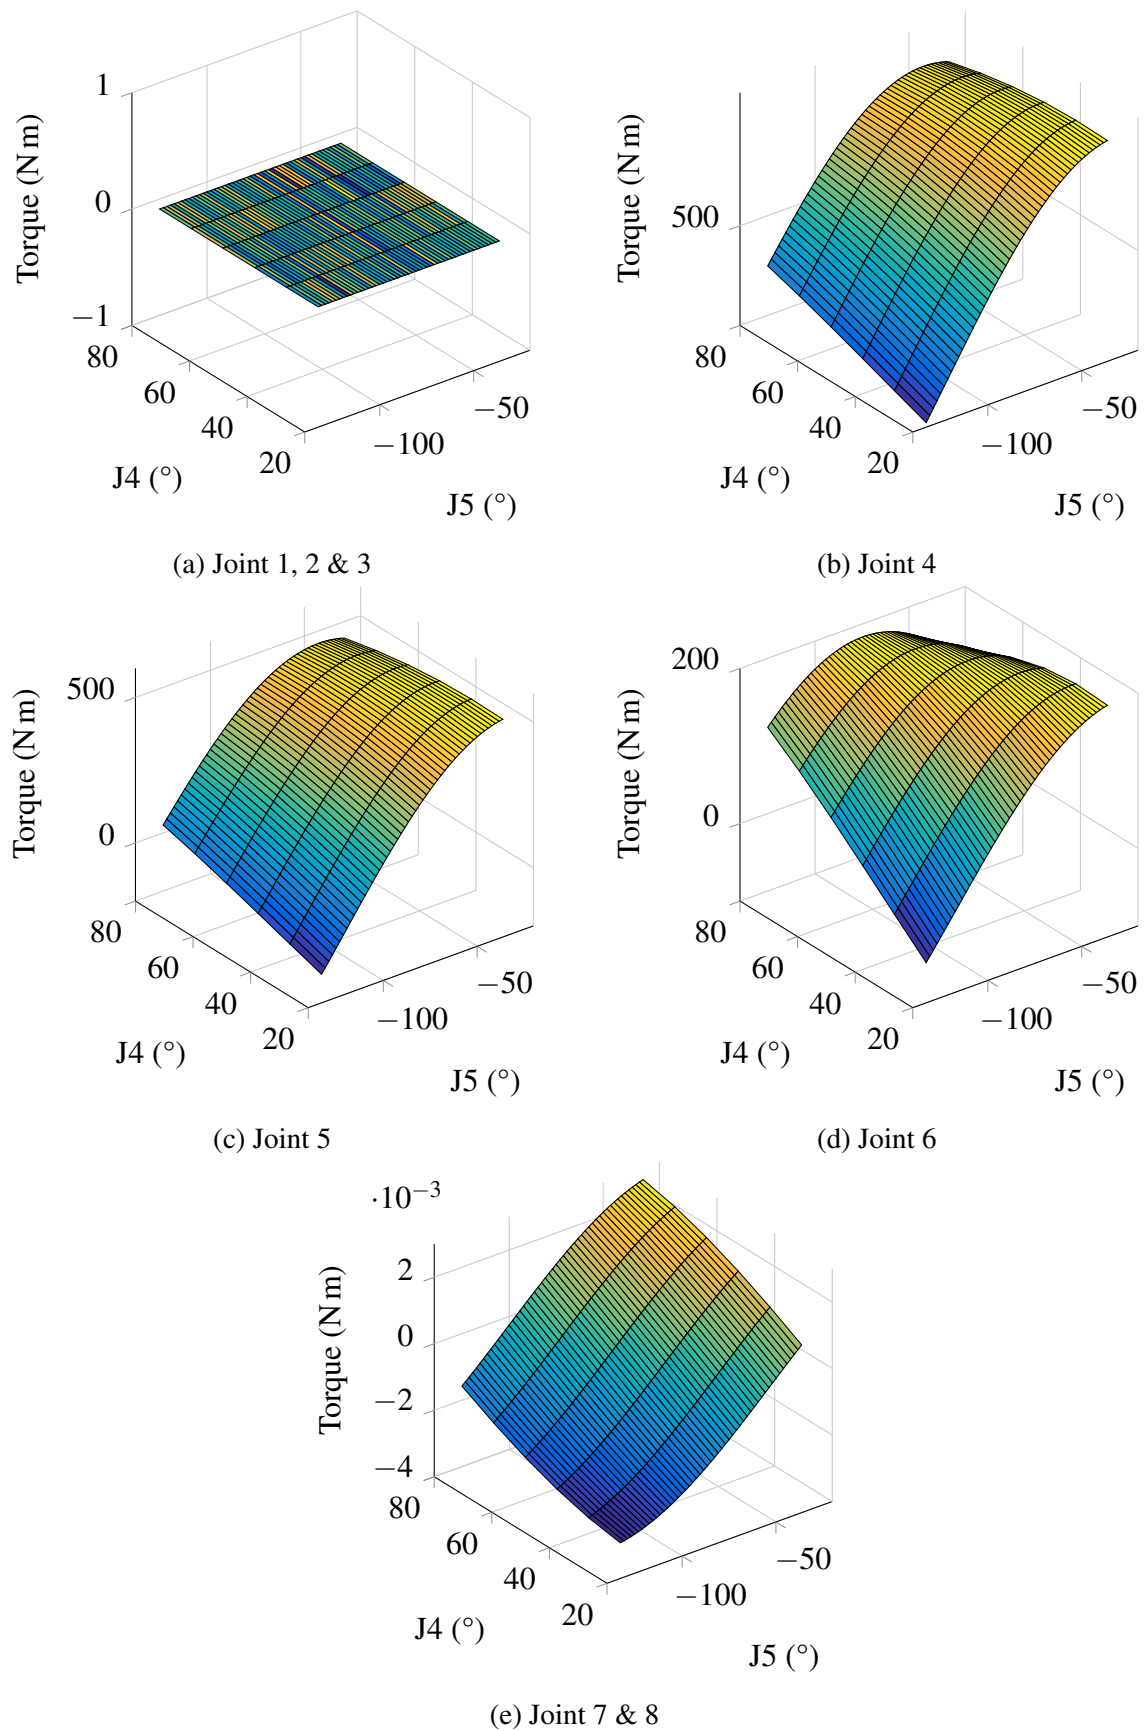 1
0
−1
Torque (N m)
80
60
40
20
J4 (°)
−100
−50
J5 (°)
(a) Joint 1, 2 & 3
500
Torque (N m)
80
60
40
20
J4 (°)
−100
−50
J5 (°)
(b) Joint 4
500
0
Torque (N m)
80
60
40
20
J4 (°)
−100
−50
J5 (°)
(c) Joint 5
200
0
Torque (N m)
80
60
40
20
J4 (°)
−100
−50
J5 (°)
(d) Joint 6
·10⁻³
2
0
−2
−4
Torque (N m)
80
60
40
20
J4 (°)
−100
−50
J5 (°)
(e) Joint 7 & 8